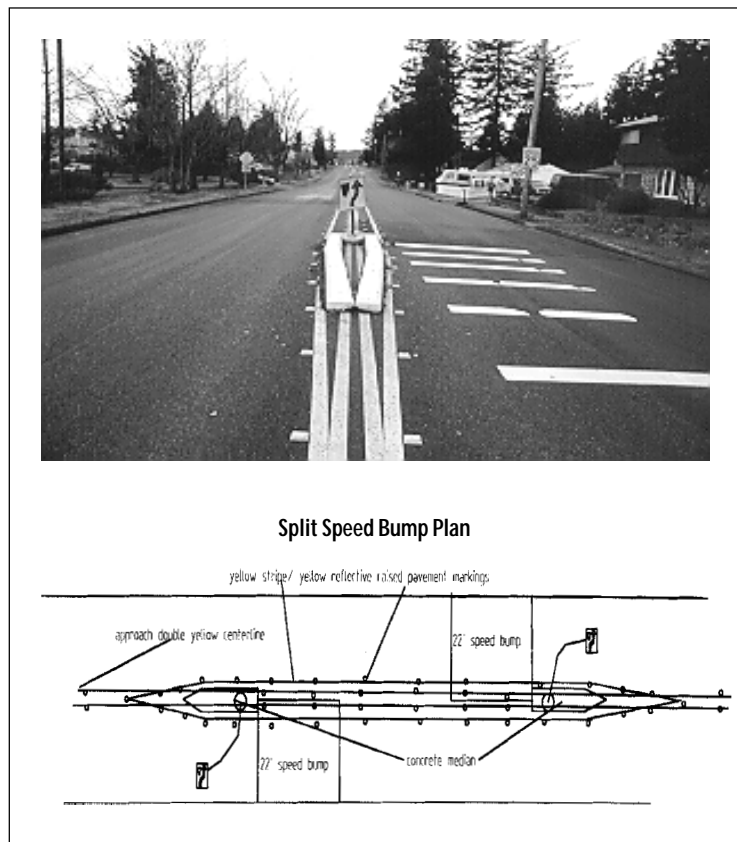 Split Speed Bump Plan
yellow stripe/ yellow reflective raised pavement markings
approach double yellow centerline
22' speed bump
22' speed bump
concrete median